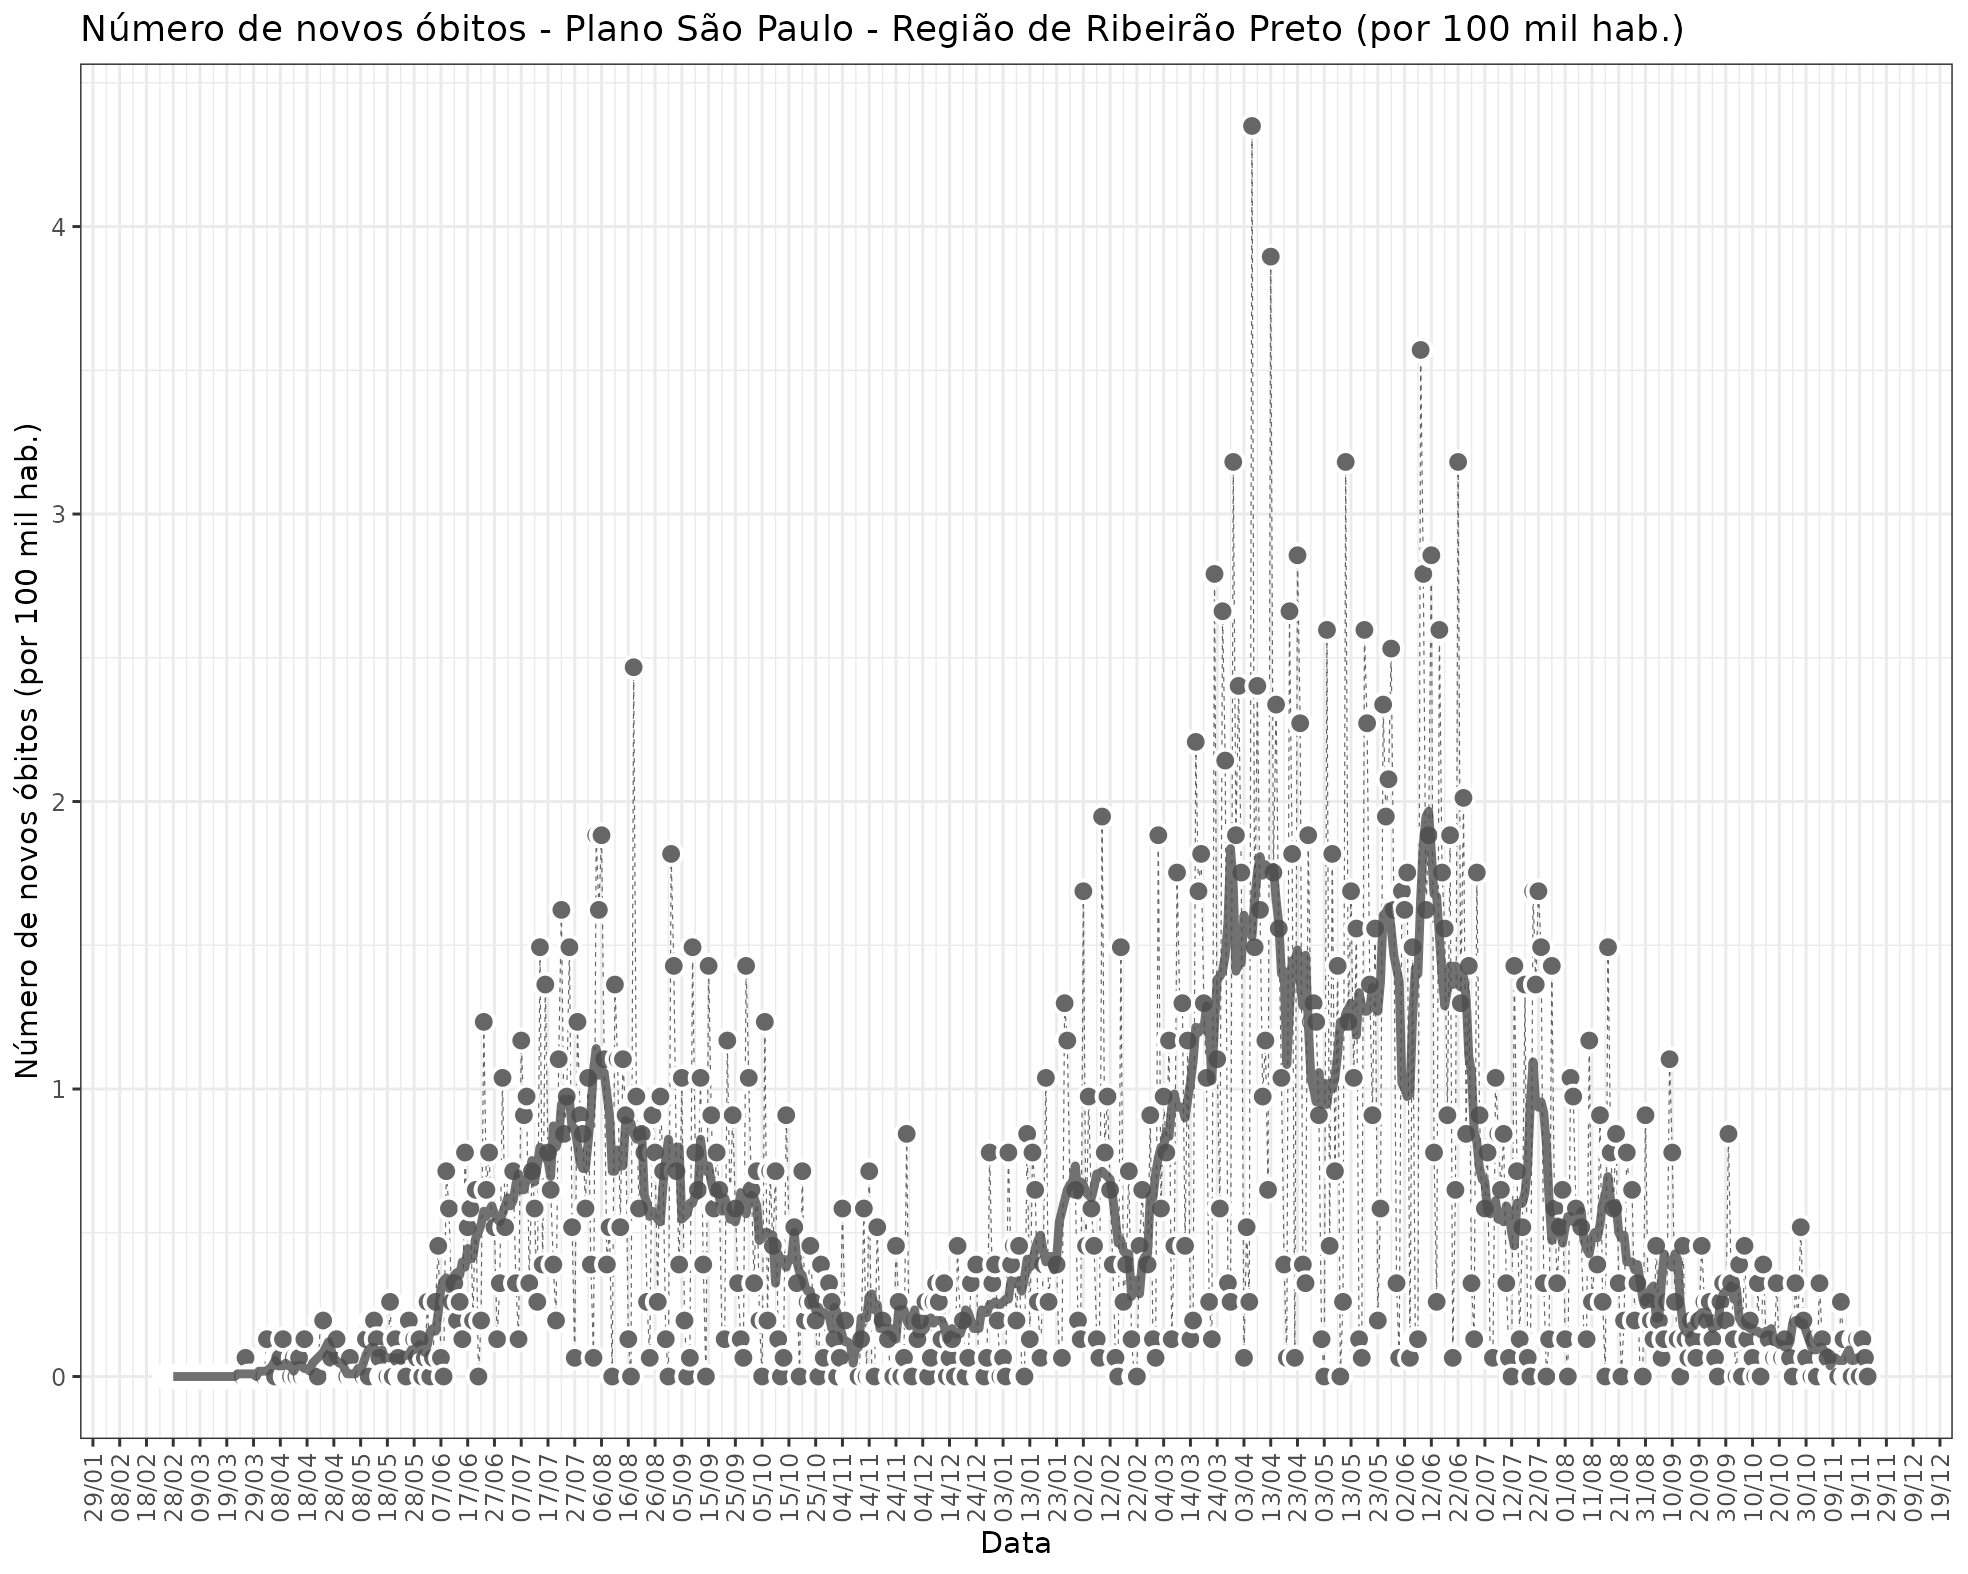 Número de novos óbitos - Plano São Paulo - Região de Ribeirão Preto (por 100 mil hab.)
Número de novos óbitos (por 100 mil hab.)
4
3
2
1
0
29/01 08/02 18/02 28/02 09/03 19/03 29/03 08/04 18/04 28/04 08/05 18/05 28/05 07/06 17/06 27/06 07/07 17/07 27/07 06/08 16/08 26/08 05/09 15/09 25/09 05/10 15/10 25/10 04/11 14/11 24/11 04/12 14/12 24/12 03/01 13/01 23/01 02/02 12/02 22/02 04/03 14/03 24/03 03/04 13/04 23/04 03/05 13/05 23/05 02/06 12/06 22/06 02/07 12/07 22/07 01/08 11/08 21/08 31/08 10/09 20/09 30/09 10/10 20/10 30/10 09/11 19/11 29/11 09/12 19/12
Data